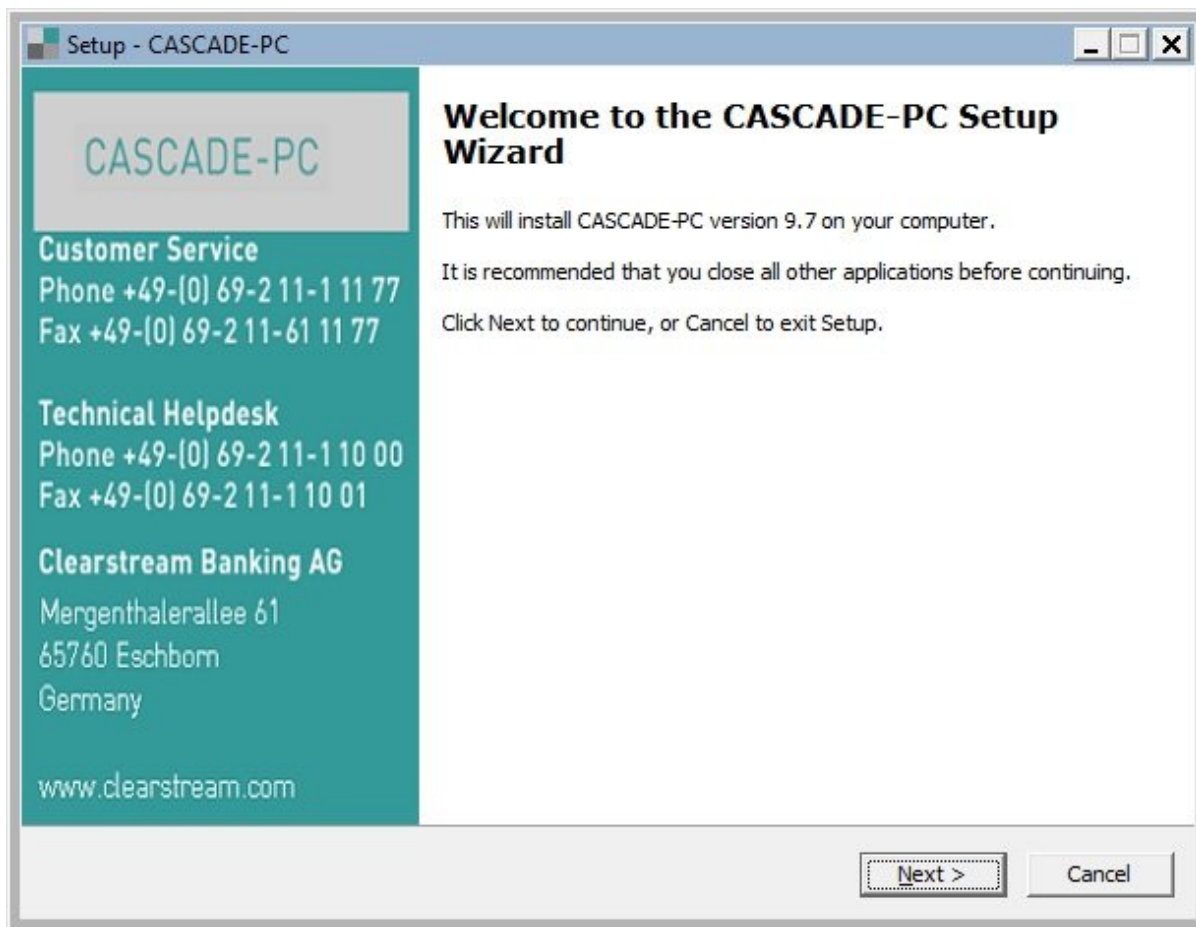 Setup - CASCADE-PC
CASCADE-PC
Customer Service
Phone +49-(0) 69-2 11-1 11 77
Fax +49-(0) 69-2 11-61 11 77
Technical Helpdesk
Phone +49-(0) 69-2 11-1 10 00
Fax +49-(0) 69-2 11-1 10 01
Clearstream Banking AG
Mergenthalerallee 61
65760 Eschborn
Germany
www.clearstream.com
Welcome to the CASCADE-PC Setup
Wizard
This will install CASCADE-PC version 9.7 on your computer.
It is recommended that you close all other applications before continuing.
Click Next to continue, or Cancel to exit Setup.
Next >
Cancel